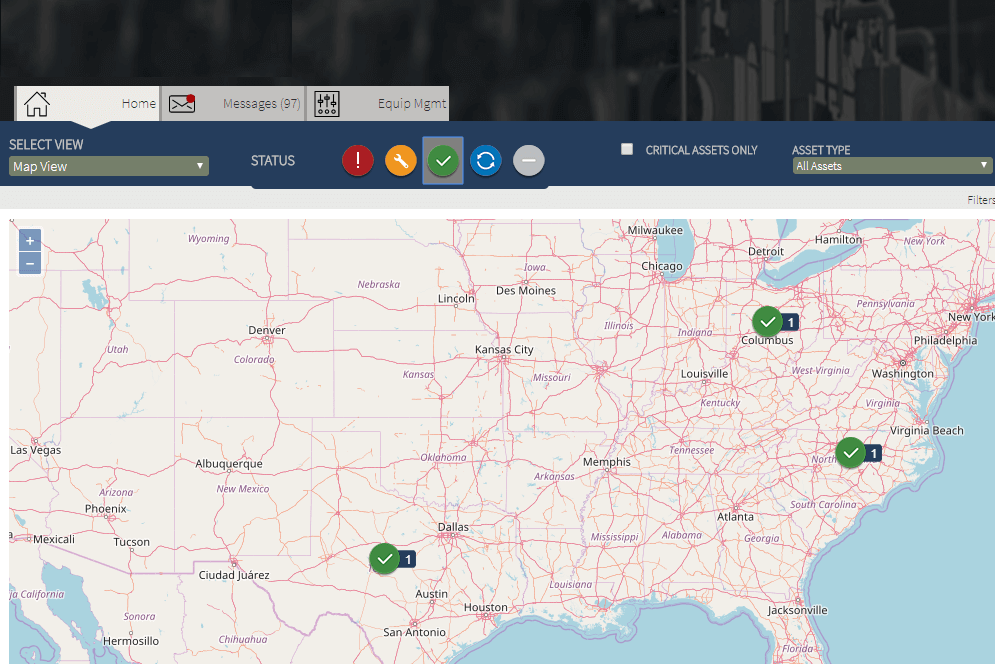 Home
Messages (97)
Equip Mgmt
SELECT VIEW
Map View
STATUS
CRITICAL ASSETS ONLY
ASSET TYPE
All Assets
Filters
+
−
Milwaukee
Hamilton
New York
Wyoming
Detroit
Chicago
Iowa
Nebraska
Des Moines
Lincoln
Pennsylvania
New York
1
Illinois
Denver
Indiana
Columbus
Philadelphia
Utah
Kansas City
Colorado
West Virginia
Louisville
Washington
Kansas
Missouri
Kentucky
Virginia
Virginia Beach
Las Vegas
Tennessee
1
Oklahoma
North
Albuquerque
Memphis
Arkansas
Arizona
New Mexico
South Carolina
Phoenix
Atlanta
Dallas
Mexicali
Tucson
Mississippi
Alabama
Georgia
1
Ciudad Juárez
Louisiana
ja California
Austin
Houston
Jacksonville
Sonora
San Antonio
Hermosillo
Chihuahua
Florida